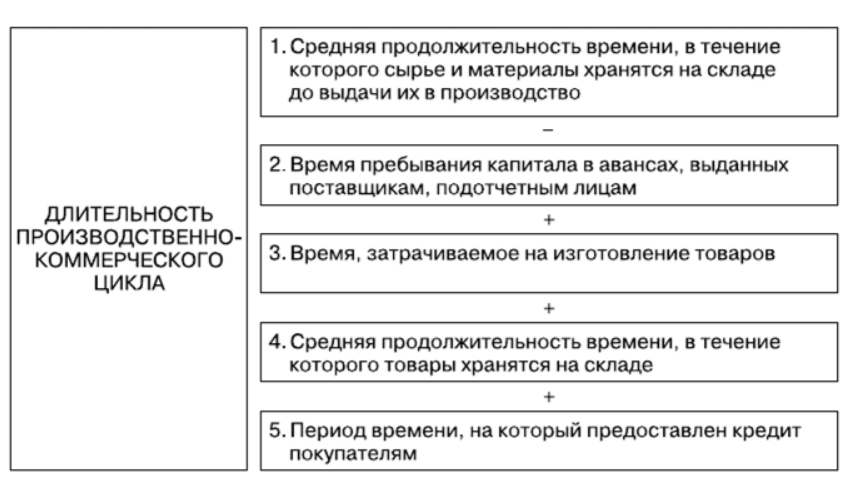 ДЛИТЕЛЬНОСТЬ
ПРОИЗВОДСТВЕННО-
КОММЕРЧЕСКОГО
ЦИКЛА
1. Средняя продолжительность времени, в течение
которого сырье и материалы хранятся на складе
до выдачи их в производство
–
2. Время пребывания капитала в авансах, выданных
поставщикам, подотчетным лицам
+
3. Время, затрачиваемое на изготовление товаров
+
4. Средняя продолжительность времени, в течение
которого товары хранятся на складе
+
5. Период времени, на который предоставлен кредит
покупателям